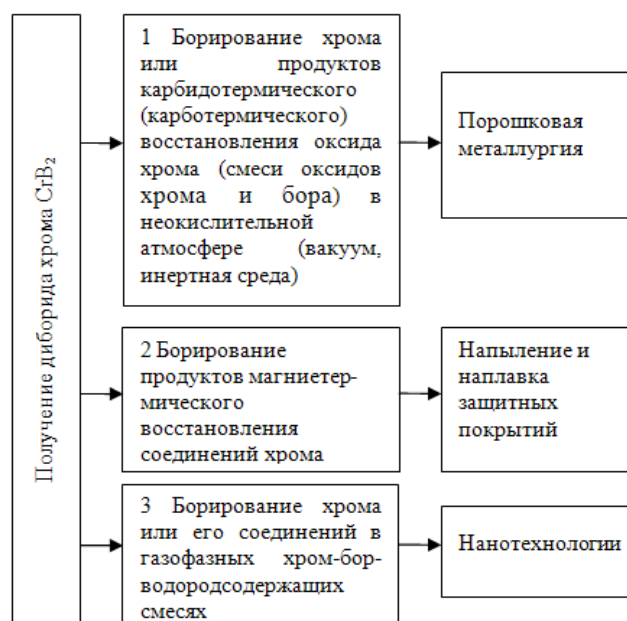 Получение диборида хрома CrB₂
1 Борирование хрома
или продуктов
карбидотермического
(карботермического)
восстановления оксида
хрома (смеси оксидов
хрома и бора) в
неокислительной
атмосфере (вакуум,
инертная среда)
Порошковая
металлургия
2 Борирование
продуктов магниетер-
мического
восстановления
соединений хрома
Напыление и
наплавка
защитных
покрытий
3 Борирование хрома
или его соединений в
газофазных хром-бор-
водородсодержащих
смесях
Нанотехнологии